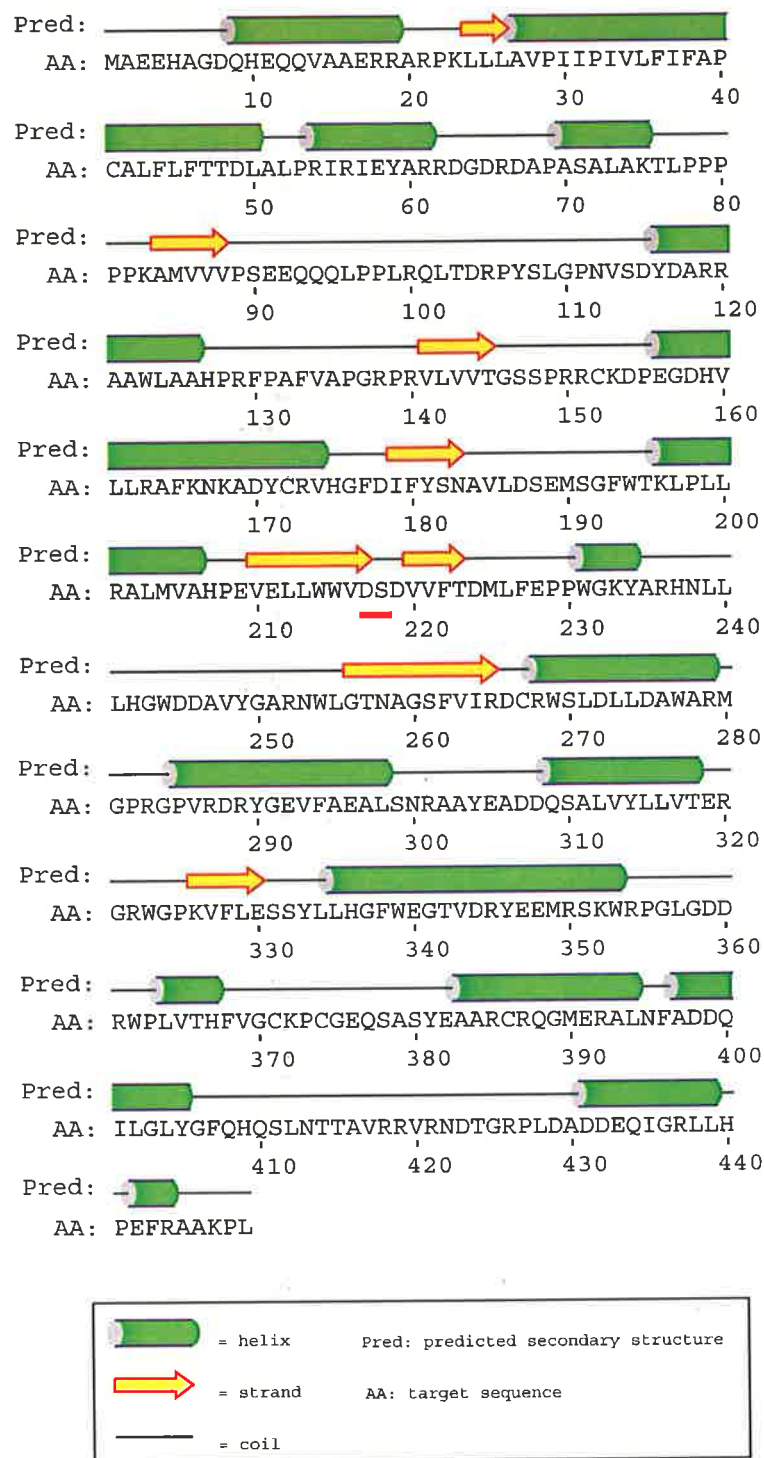 Pred:
AA: MAEEHAGDQHEQQVAAERRARPKLLLAVPIIPIVLFIFAP
10 20 30 40
Pred:
AA: CALFLFTTDLALPRIRIEYARRDGDRDAPASALAKTLPPP
50 60 70 80
Pred:
AA: PPKAMVVVPSEEQQQLPPLRQLTDRPYSLGPNVSDYDARR
90 100 110 120
Pred:
AA: AAWLAAHPRFPAFVAPGRPRVLVVTGSSPRRCKDPEGDHV
130 140 150 160
Pred:
AA: LLRAFKNKADYCRVHGFDIFYSNAVLDSEMSGFWTKLPLL
170 180 190 200
Pred:
AA: RALMVAHPEVELLWWVDSDVVFTDMLFEPPWGKYARHNLL
210 220 230 240
Pred:
AA: LHGWDDAVYGARNWLGTNAGSFVIRDCRWSLDLLDAWARM
250 260 270 280
Pred:
AA: GPRGPVRDRYGEVFAEALSNRAAYEADDQSALVYLLVTER
290 300 310 320
Pred:
AA: GRWGPKVFLESSYLLHGFWEGTVDRYEEMRSKWRPGLGDD
330 340 350 360
Pred:
AA: RWPLVTHFVGCKPCGEQSASYEAARCRQGMERALNFADDQ
370 380 390 400
Pred:
AA: ILGLYGFQHQSLNTTAVRRVRNDTGRPLDADDEQIGRLLH
410 420 430 440
Pred:
AA: PEFRAAKPL
= helix Pred: predicted secondary structure
= strand AA: target sequence
= coil